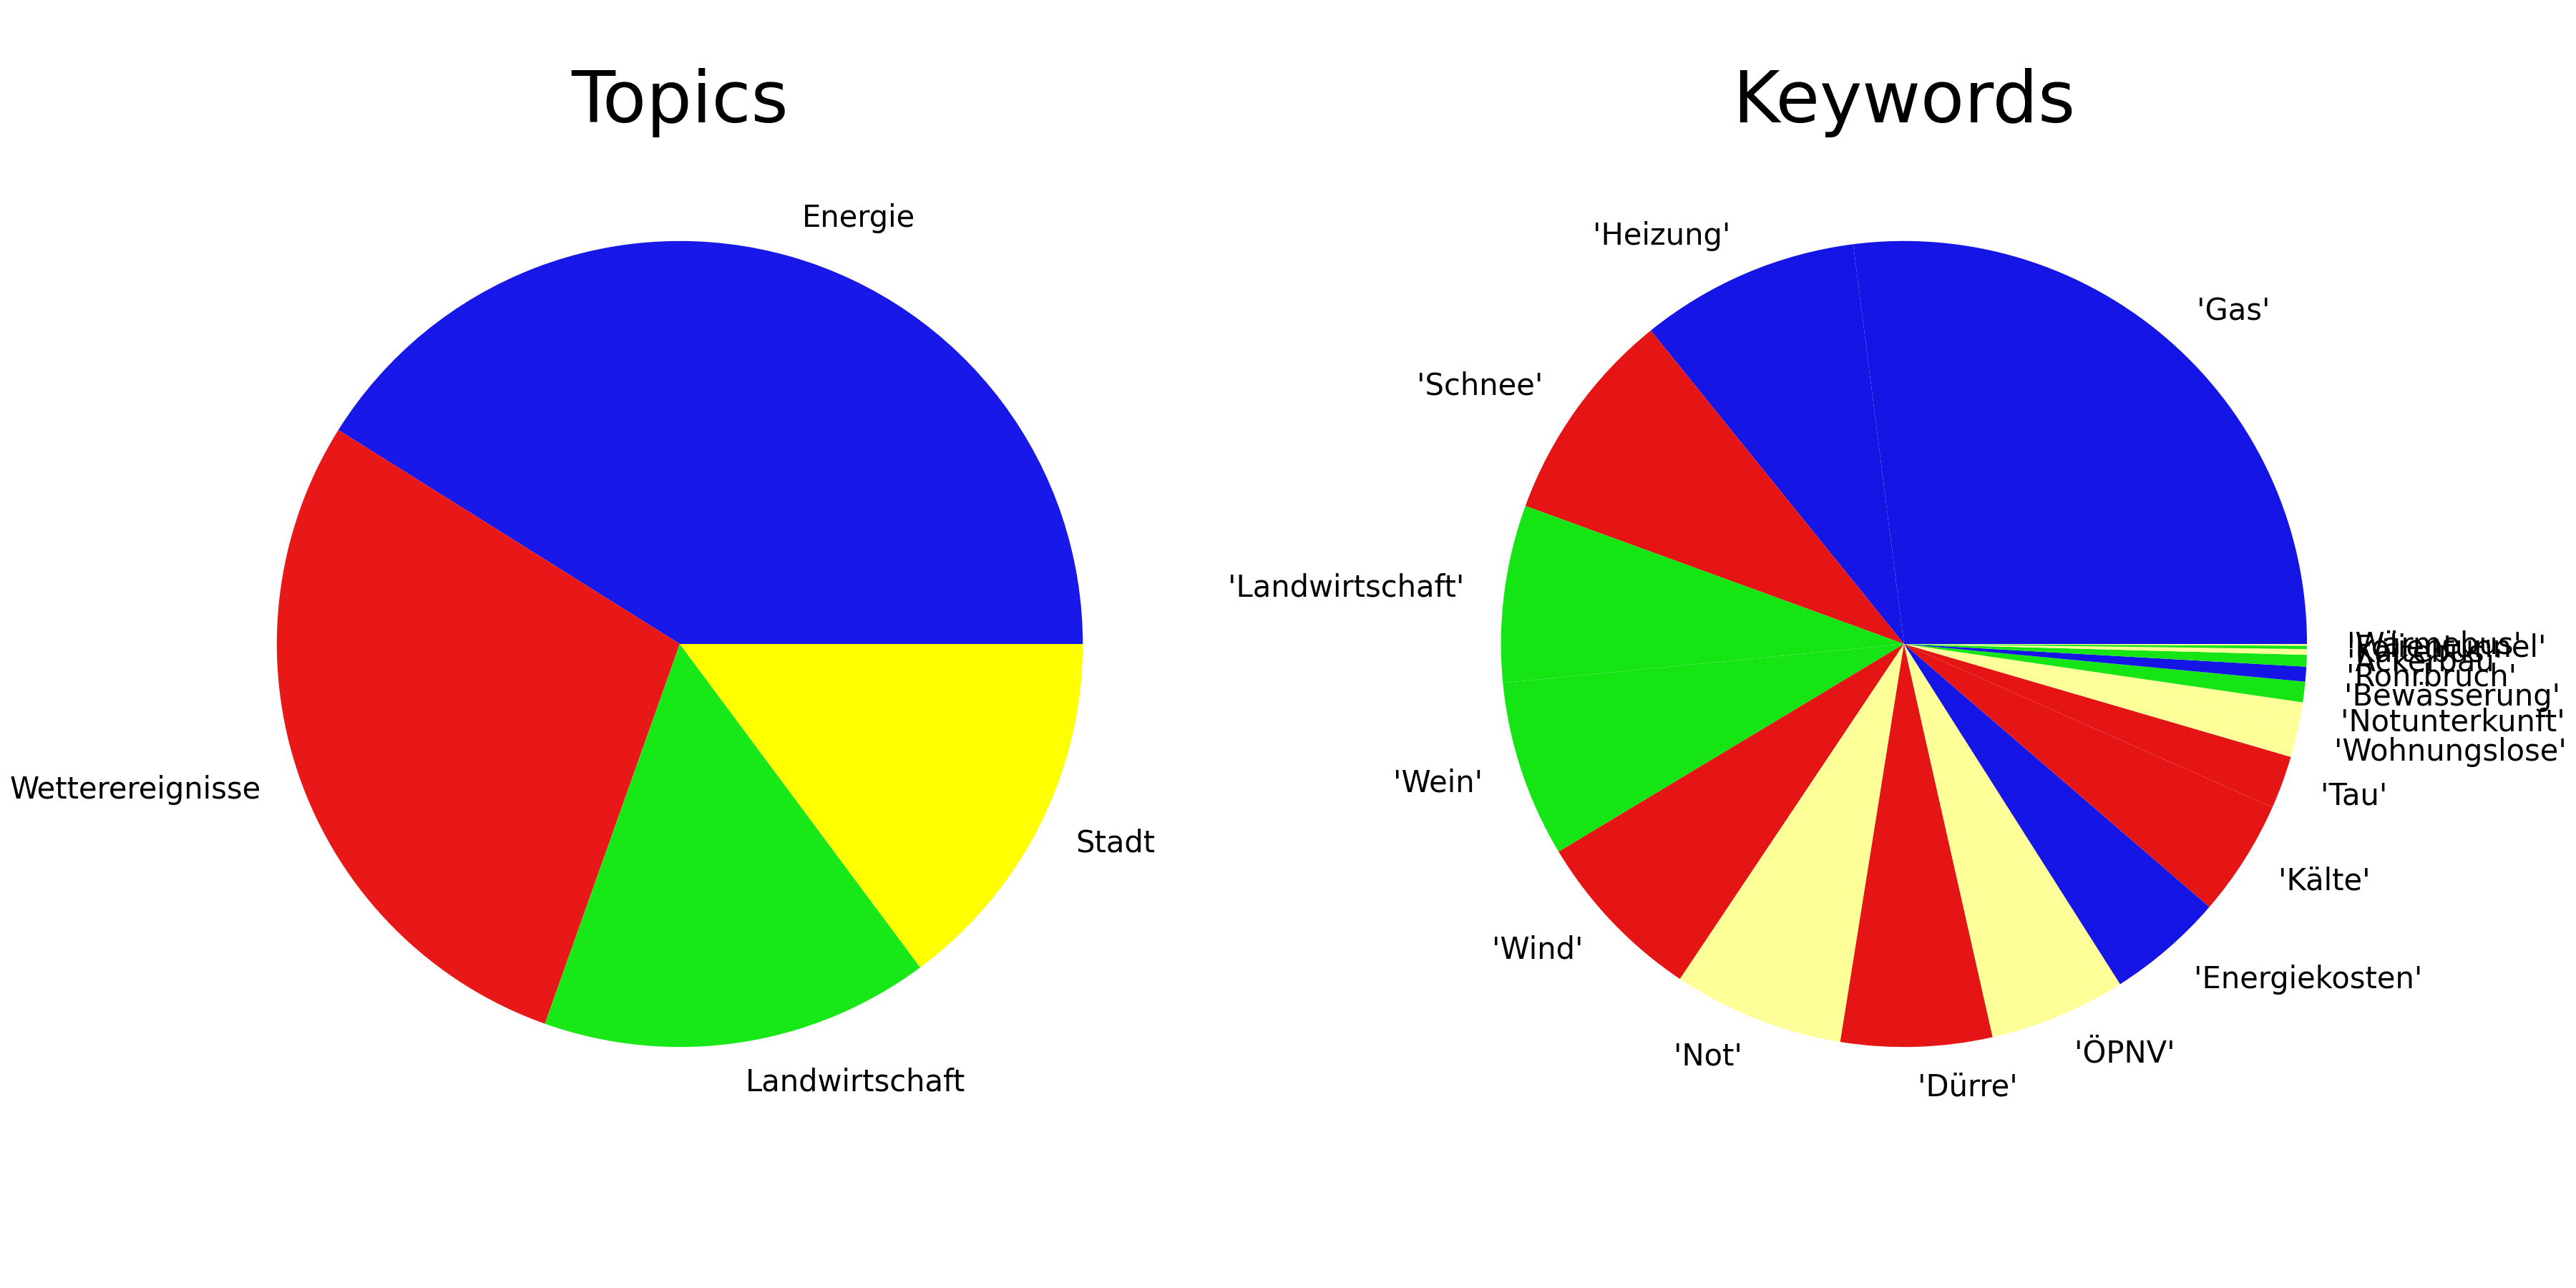 Topics
Energie
Wetterereignisse
Landwirtschaft
Stadt
Keywords
'Gas'
'Heizung'
'Schnee'
'Landwirtschaft'
'Wein'
'Wind'
'Not'
'Dürre'
'ÖPNV'
'Energiekosten'
'Kälte'
'Tau'
'Wohnungslose'
'Notunterkunft'
'Bewässerung'
'Rohrbruch'
'Ackerbau'
'Wärmebus'